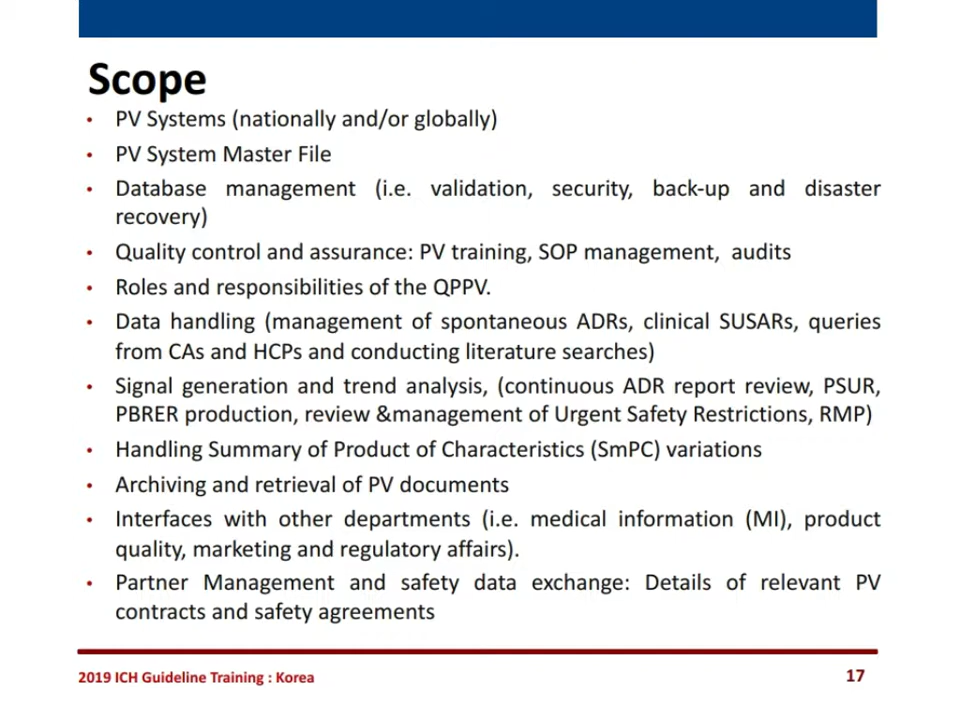 Scope
• PV Systems (nationally and/or globally)
• PV System Master File
• Database management (i.e. validation, security, back-up and disaster
recovery)
• Quality control and assurance: PV training, SOP management,  audits
• Roles and responsibilities of the QPPV.
• Data handling (management of spontaneous ADRs, clinical SUSARs, queries
from CAs and HCPs and conducting literature searches)
• Signal generation and trend analysis, (continuous ADR report review, PSUR,
PBRER production, review &management of Urgent Safety Restrictions, RMP)
• Handling Summary of Product of Characteristics (SmPC) variations
• Archiving and retrieval of PV documents
• Interfaces with other departments (i.e. medical information (MI), product
quality, marketing and regulatory affairs).
• Partner Management and safety data exchange: Details of relevant PV
contracts and safety agreements
2019 ICH Guideline Training : Korea
17